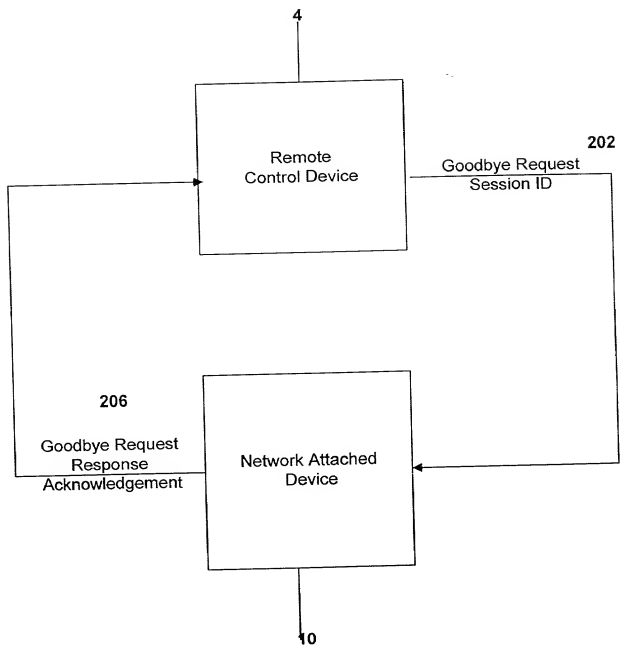 4
Remote
Control Device
202
Goodbye Request
Session ID
206
Goodbye Request
Response
Acknowledgement
Network Attached
Device
10